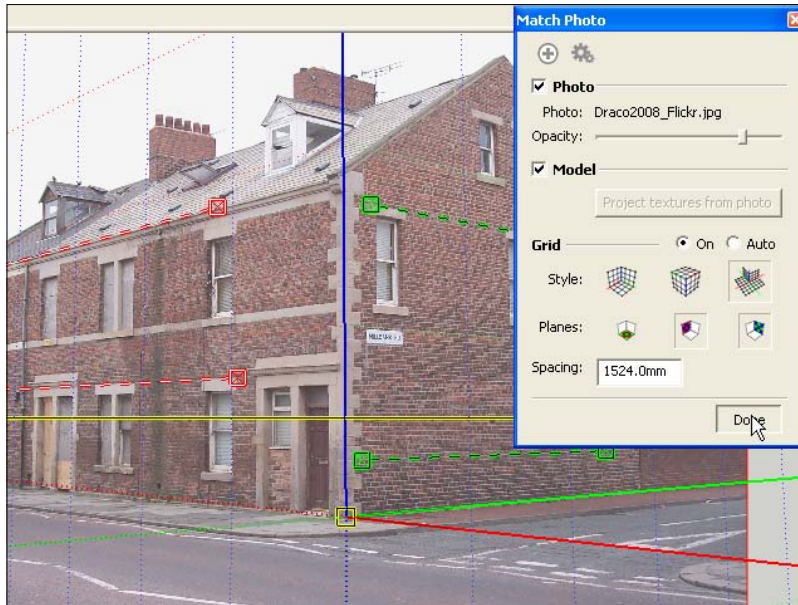 Match Photo
Photo
Photo: Draco2008_Flickr.jpg
Opacity:
Model
Project textures from photo
Grid
On
Auto
Style:
Planes:
Spacing: 1524.0mm
Done